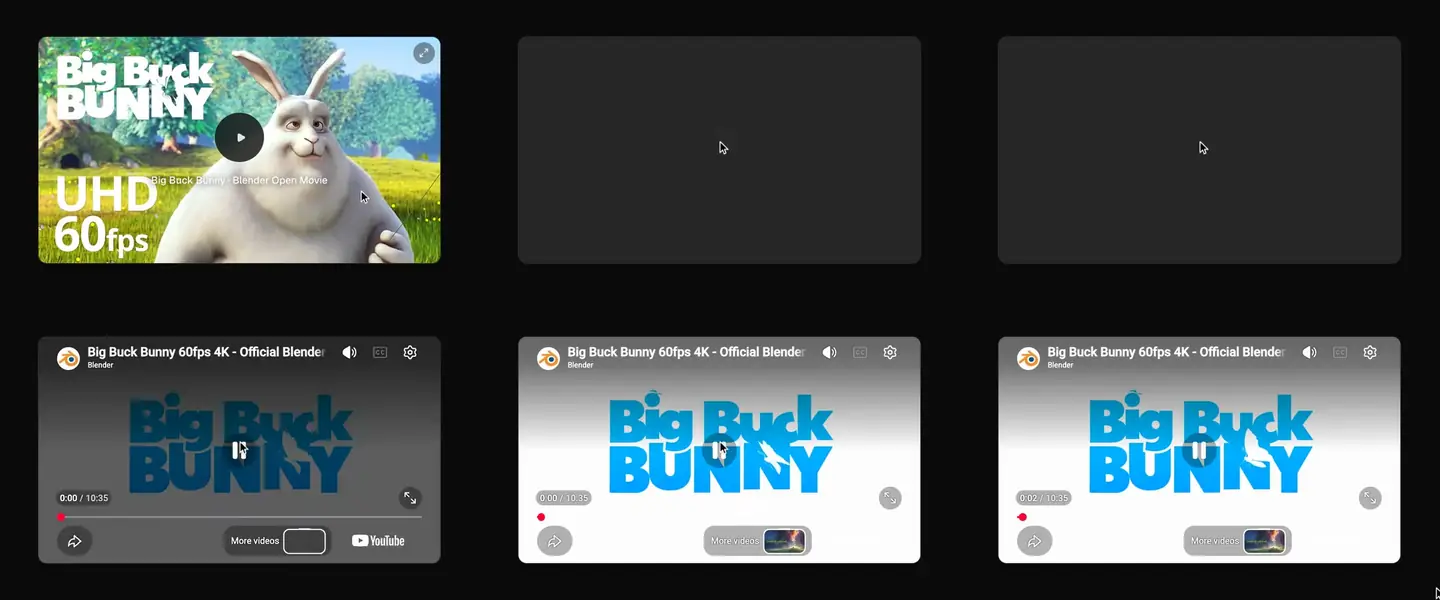 Big Buck
BUNNY
Big Buck Bunny - Blender Open Movie
UHD
60fps
Big Buck Bunny 60fps 4K - Official Blender
Blender
CC
Big Buck
BUNNY
0:00 / 10:35
More videos
YouTube
Big Buck Bunny 60fps 4K - Official Blender
Blender
CC
Big Buck
BUNNY
0:00 / 10:35
More videos
Big Buck Bunny 60fps 4K - Official Blender
Blender
CC
Big Buck
BUNNY
0:02 / 10:35
More videos